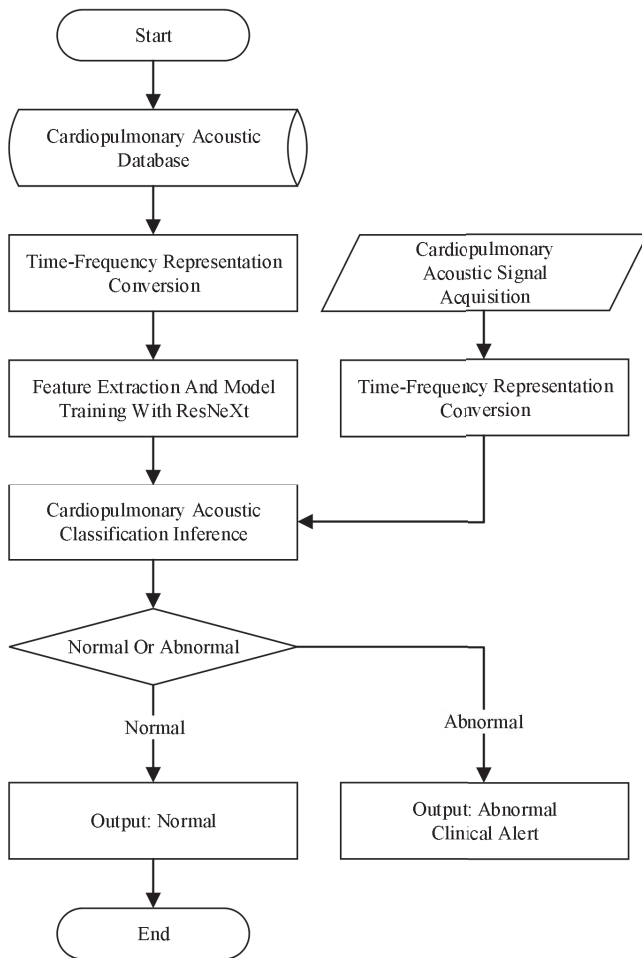 Start
Cardiopulmonary Acoustic
Database
Time-Frequency Representation
Conversion
Cardiopulmonary
Acoustic Signal
Acquisition
Feature Extraction And Model
Training With ResNeXt
Time-Frequency Representation
Conversion
Cardiopulmonary Acoustic
Classification Inference
Normal Or Abnormal
Normal
Abnormal
Output: Normal
Output: Abnormal
Clinical Alert
End